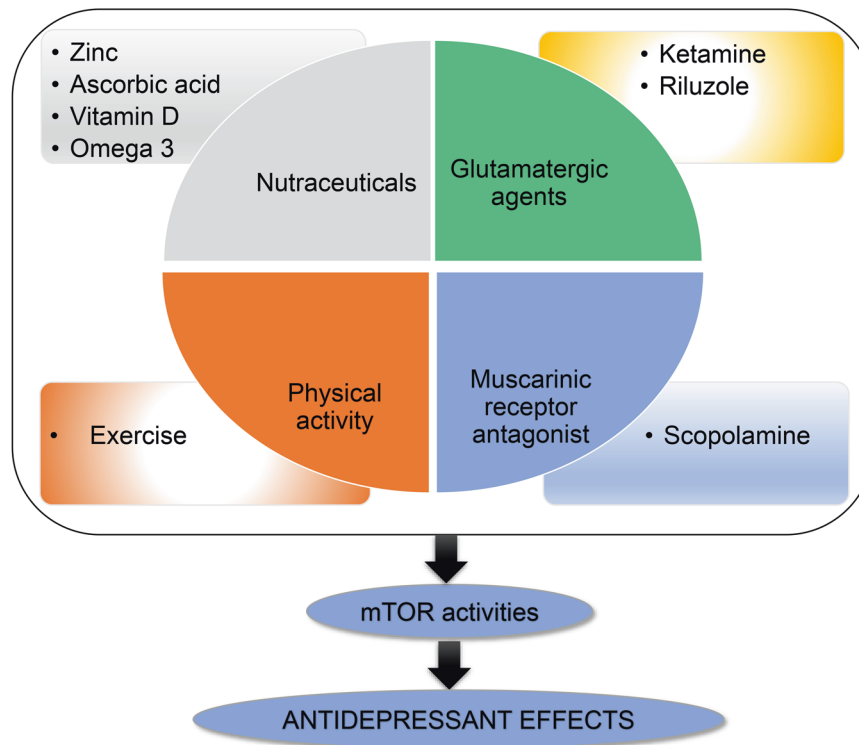 • Zinc
• Ascorbic acid
• Vitamin D
• Omega 3
• Ketamine
• Riluzole
Nutraceuticals
Glutamatergic
agents
Physical
activity
Muscarinic
receptor
antagonist
• Exercise
• Scopolamine
mTOR activities
ANTIDEPRESSANT EFFECTS